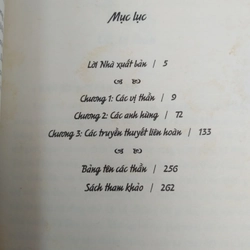 Mục lục
Lời Nhà xuất bản / 5
Chương 1: Các vị thần / 9
Chương 2: Các anh hùng / 72
Chương 3: Các truyền thuyết liên hoàn / 133
Bảng tên các thần / 256
Sách tham khảo / 262